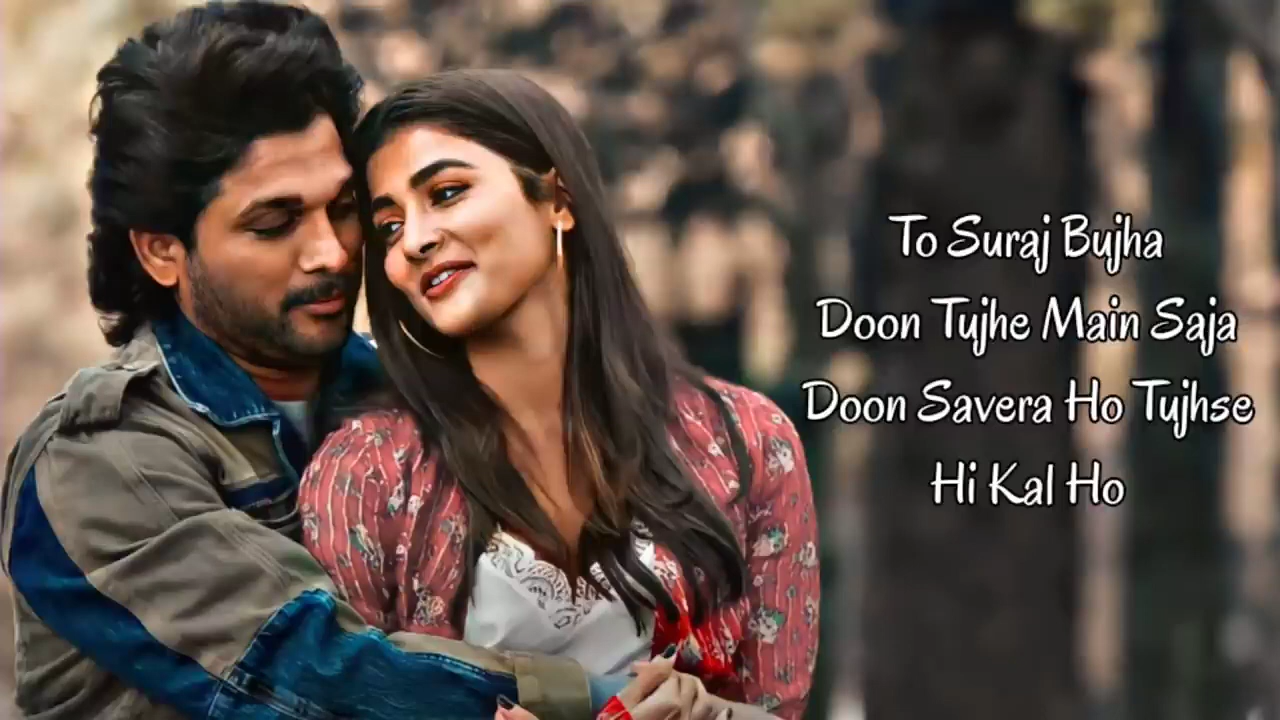 To Suraj Bujha
Doon Tujhe Main Saja
Doon Savera Ho Tujhse
Hi Kal Ho